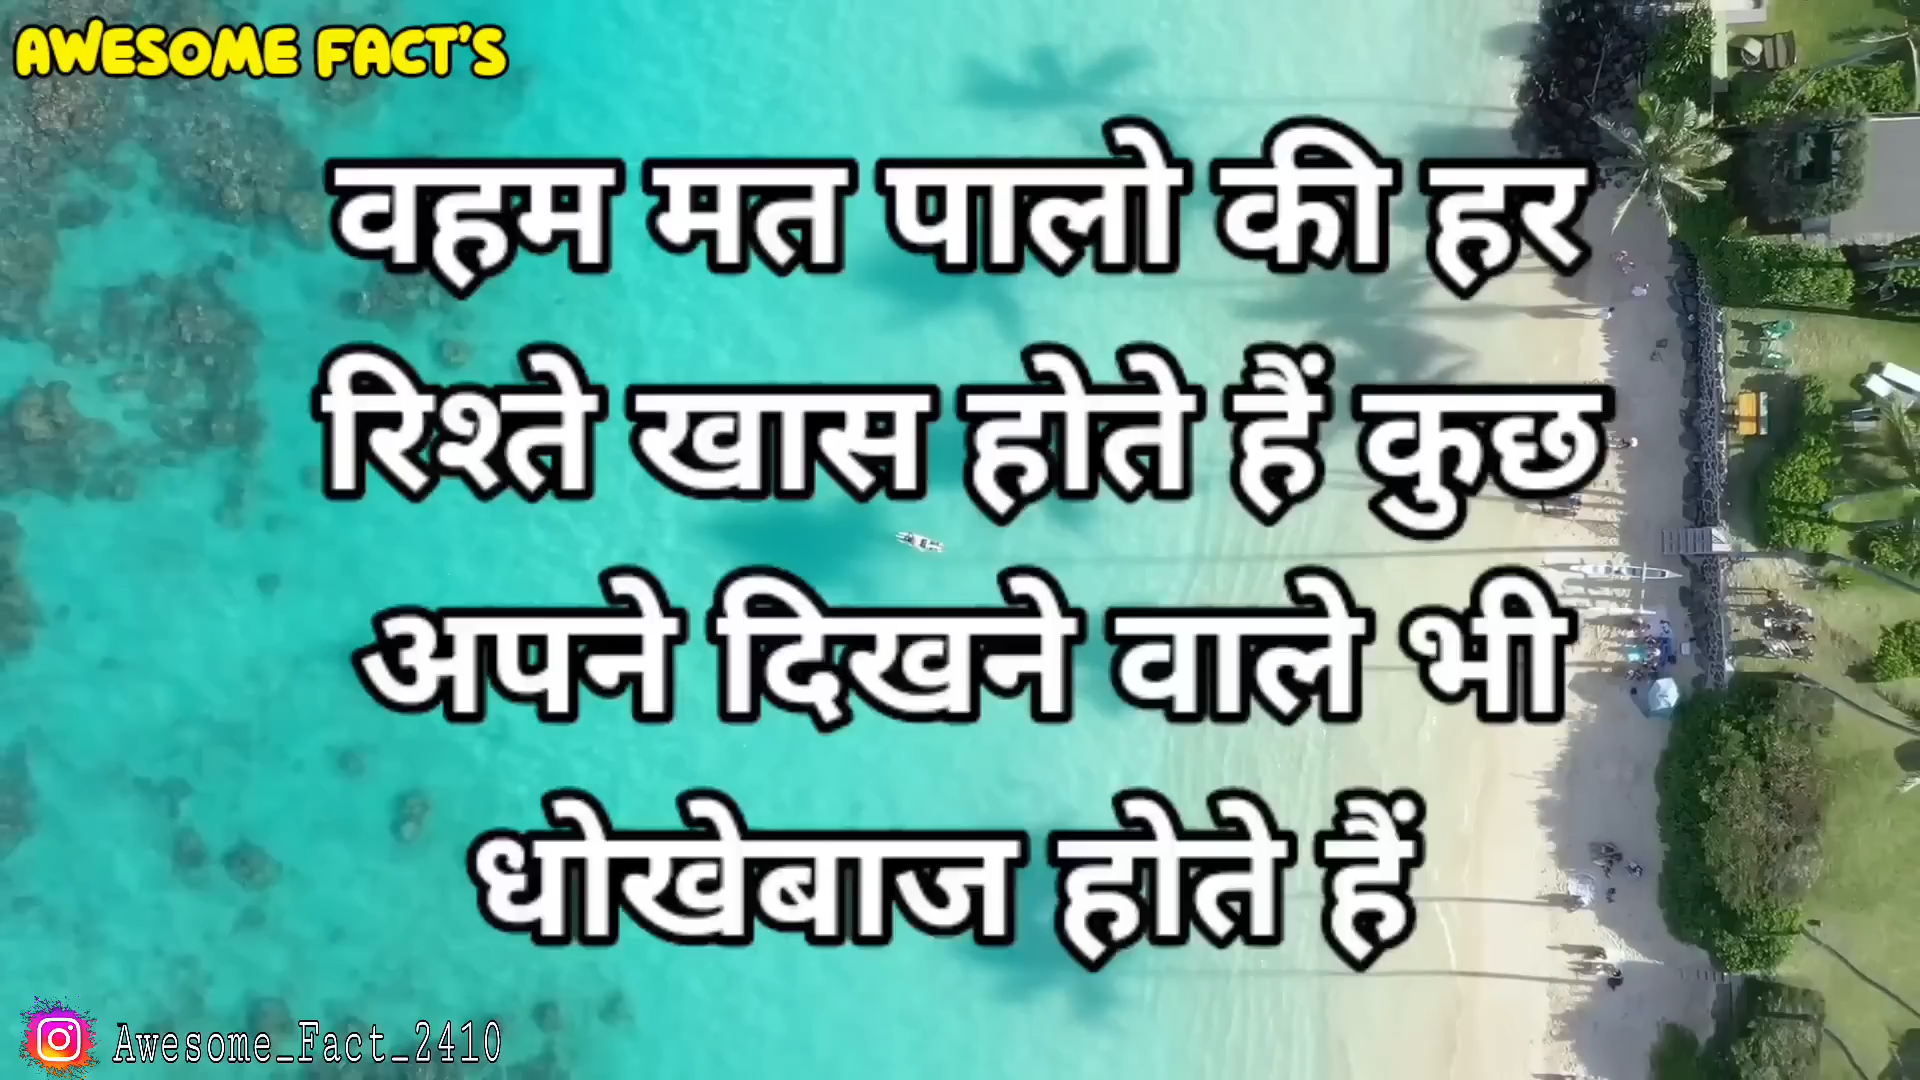 AWESOME FACT'S
वहम मत पालो की हर
रिश्ते खास होते हैं कुछ
अपने दिखने वाले भी
धोखेबाज होते हैं
Awesome_Fact_2410